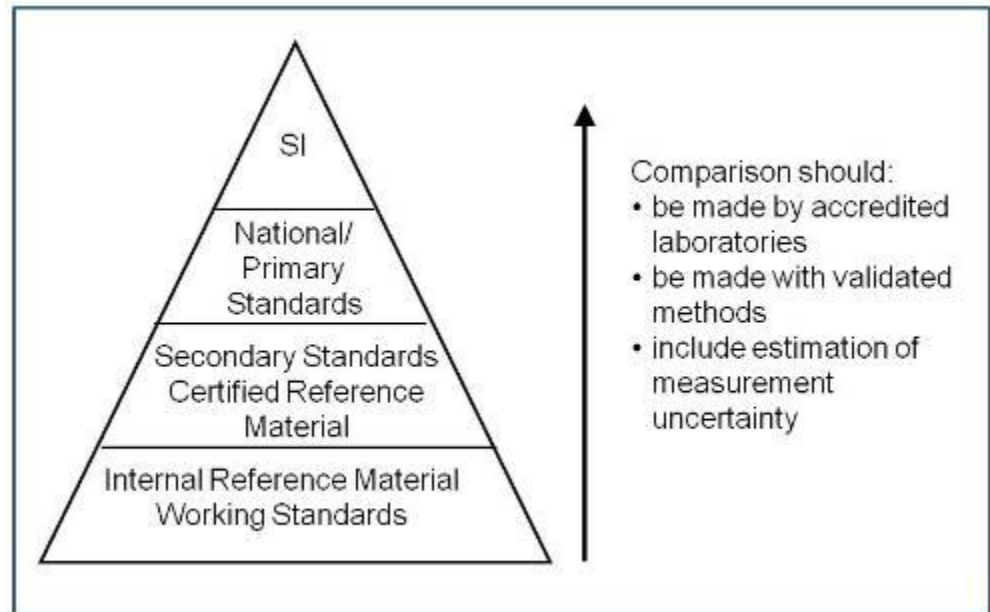 SI
National/
Primary
Standards
Secondary Standards
Certified Reference
Material
Internal Reference Material
Working Standards
Comparison should:
• be made by accredited
laboratories
• be made with validated
methods
• include estimation of
measurement
uncertainty